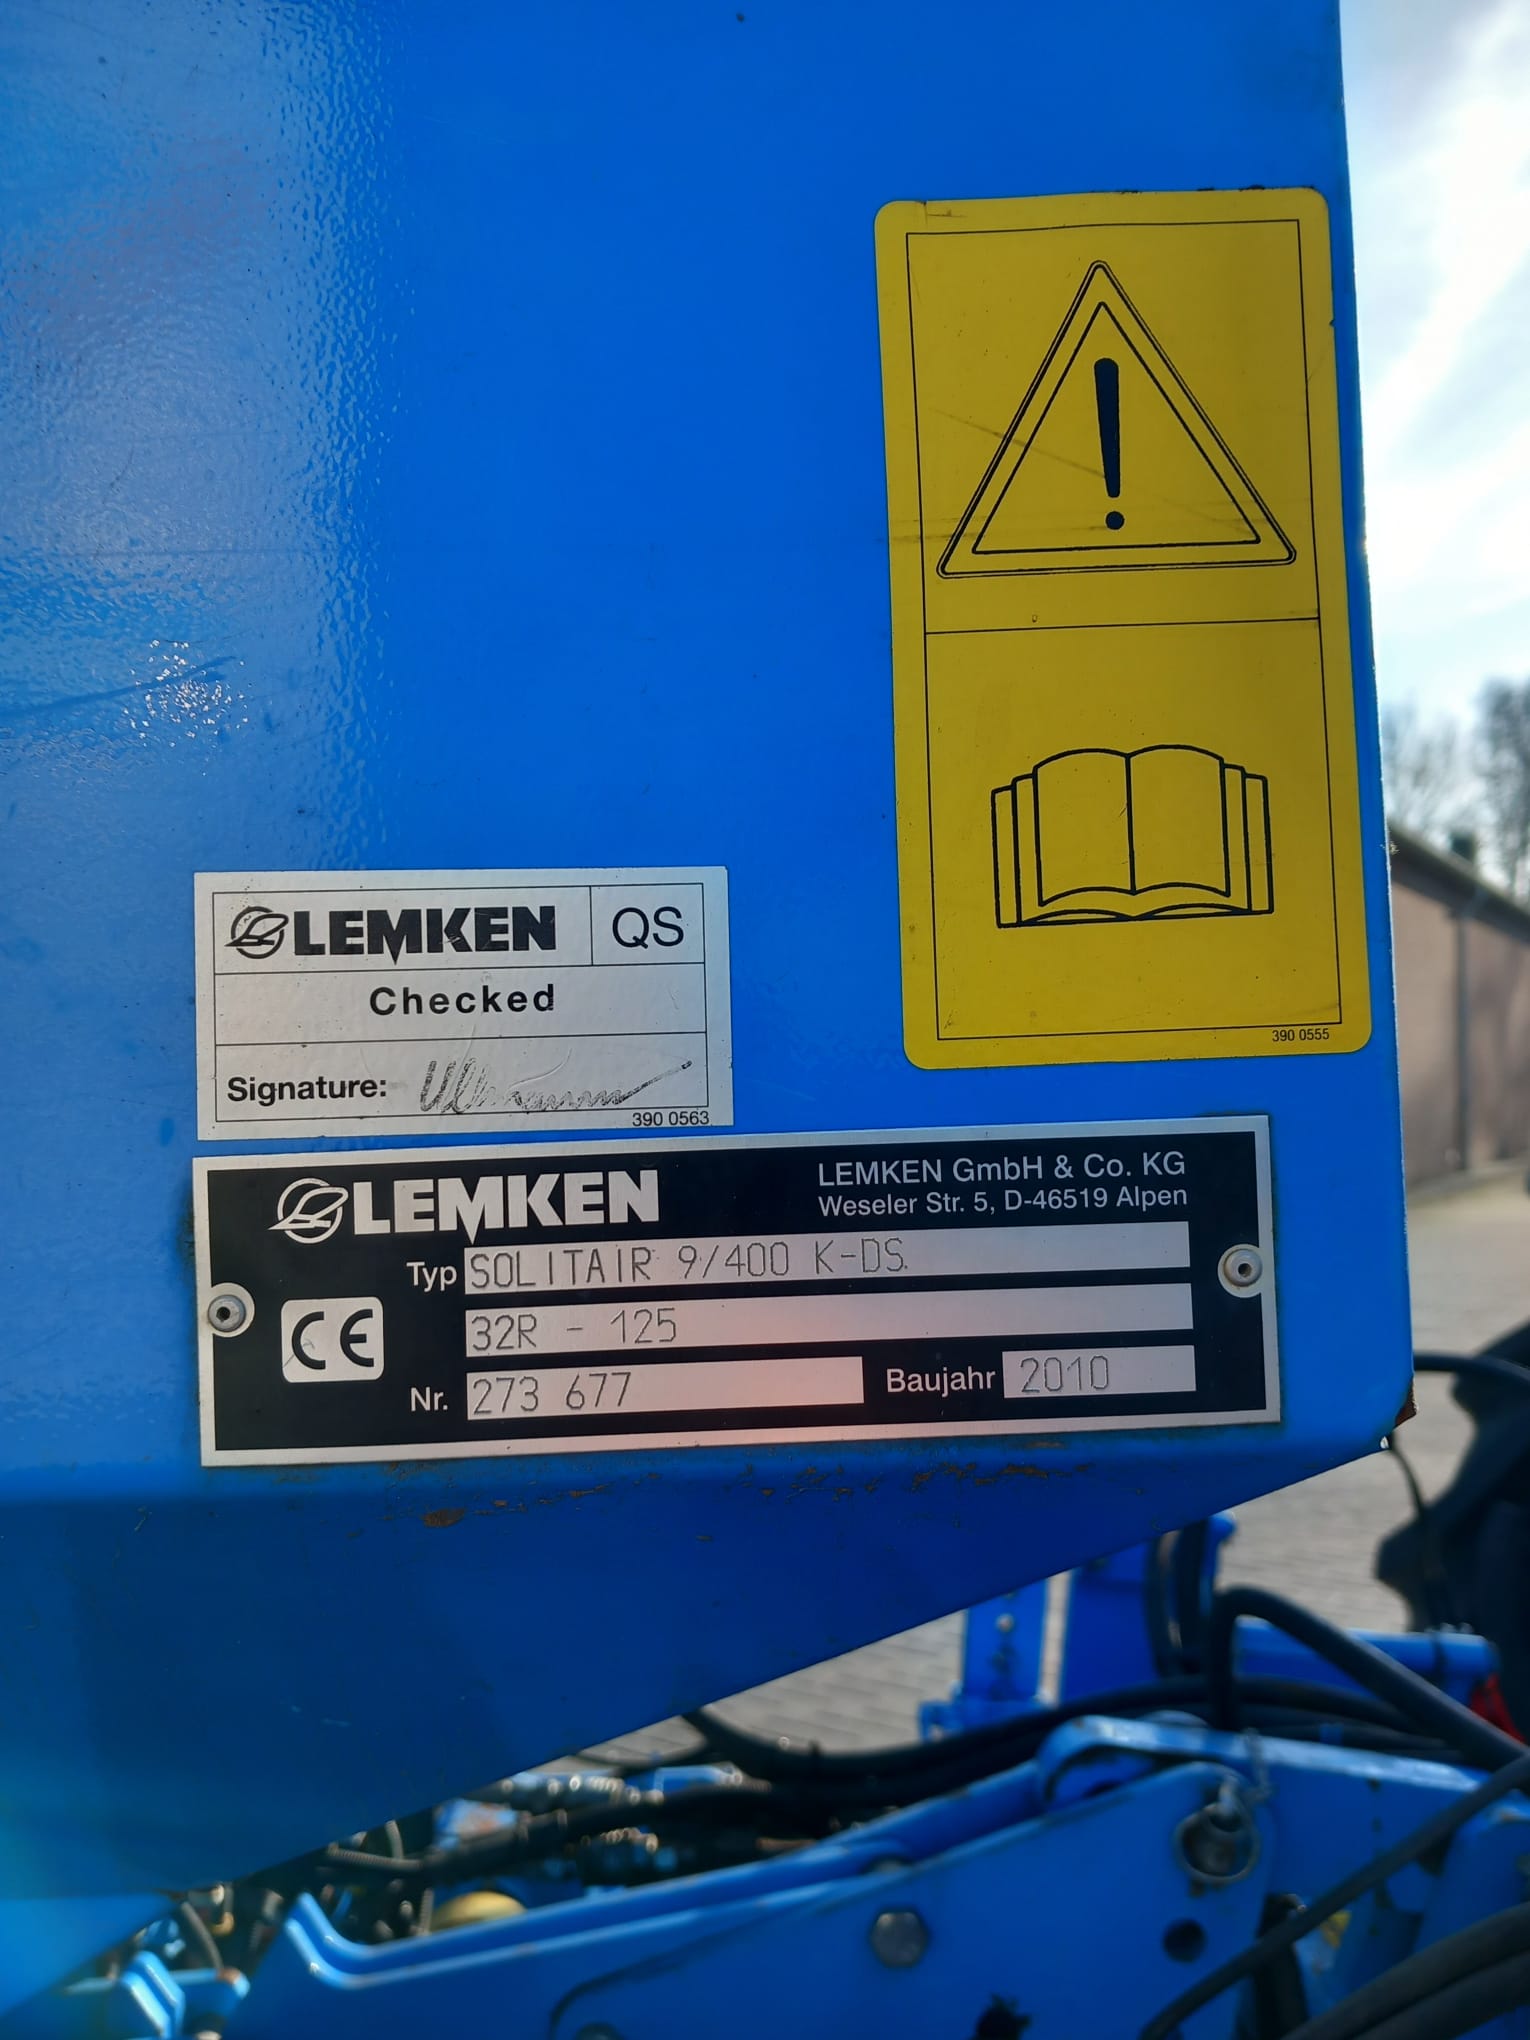 390 0555
LEMKEN QS
Checked
Signature:
390 0563
LEMKEN
LEMKEN GmbH & Co. KG
Weseler Str. 5, D-46519 Alpen
Typ SOLITAIR 9/400 K-DS.
32R - 125
CE
Nr. 273 677 Baujahr 2010